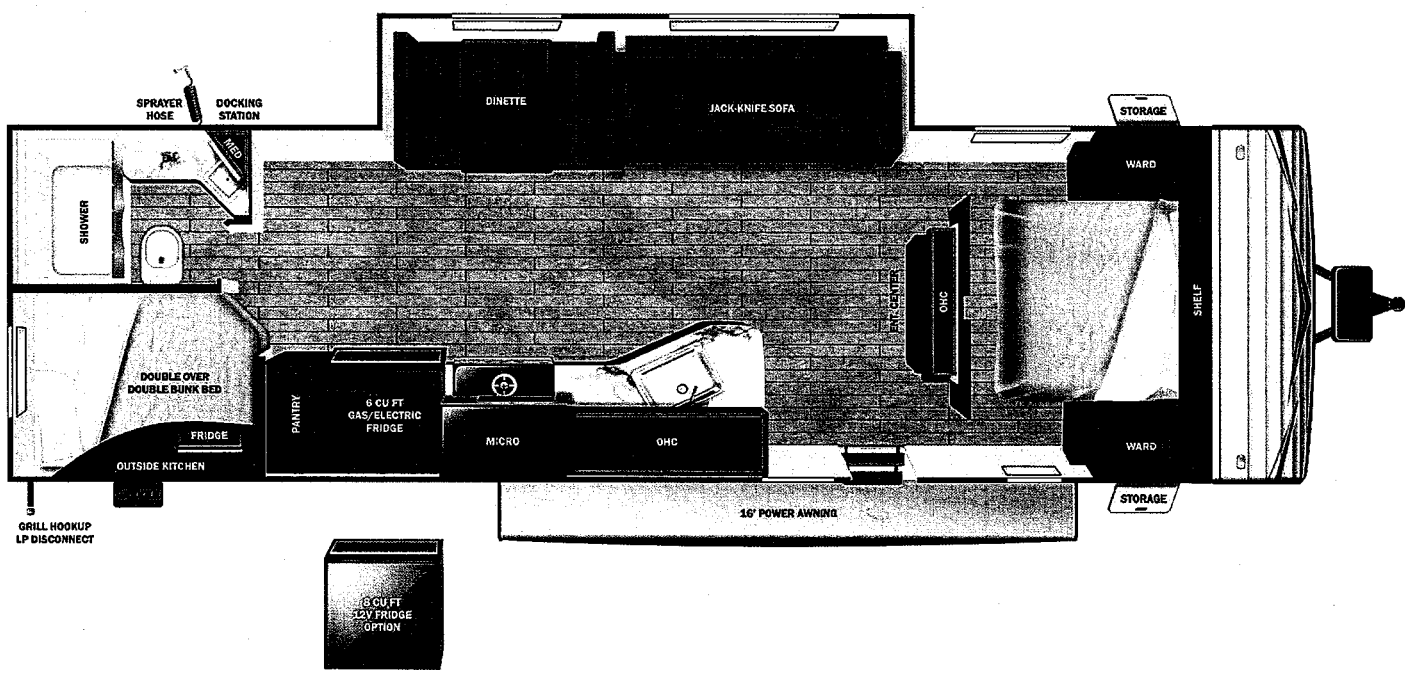 DINETTE
JACK-KNIFE SOFA
SPRAYER
HOSE
DOCKING
STATION
STORAGE
MED
WARD
SHOWER
ENT. CENTER
OHC
SHELF
DOUBLE OVER
DOUBLE BUNK BED
PANTRY
6 CU FT
GAS/ELECTRIC
FRIDGE
FRIDGE
MICRO
OHC
WARD
OUTSIDE KITCHEN
STORAGE
16' POWER AWNING
GRILL HOOKUP
LP DISCONNECT
8 CU FT
12V FRIDGE
OPTION